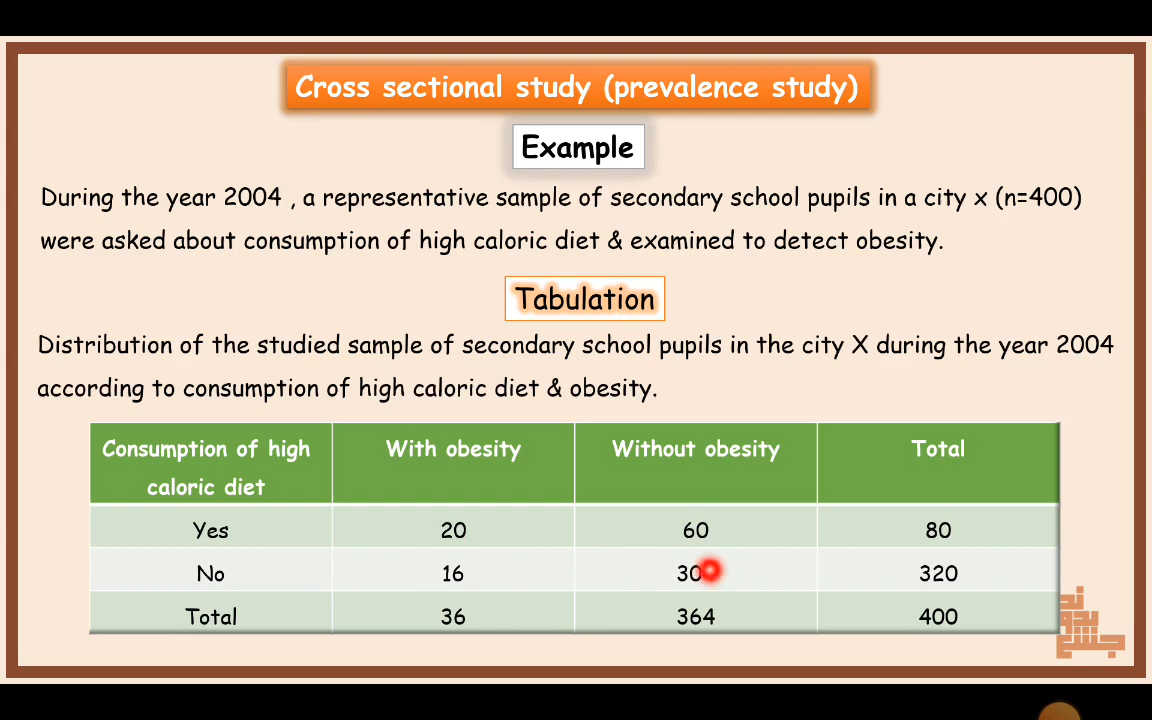 Cross sectional study (prevalence study)
Example
During the year 2004 , a representative sample of secondary school pupils in a city x (n=400)
were asked about consumption of high caloric diet & examined to detect obesity.
Tabulation
Distribution of the studied sample of secondary school pupils in the city X during the year 2004
according to consumption of high caloric diet & obesity.
Consumption of high caloric diet With obesity Without obesity Total
Yes 20 60 80
No 16 320
Total 36 364 400